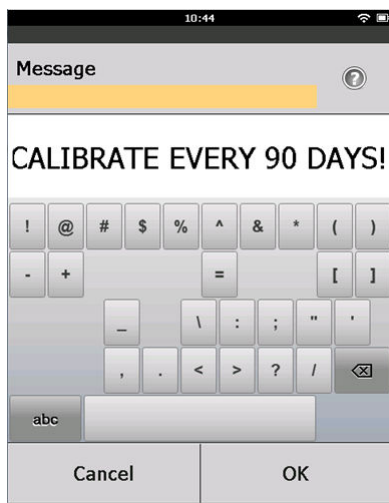 10:44
Message
?
CALIBRATE EVERY 90 DAYS!
! @ # $ % ^ & * ( )
- + = [ ]
_ \ : ; " '
, . < > ? /
abc
Cancel OK